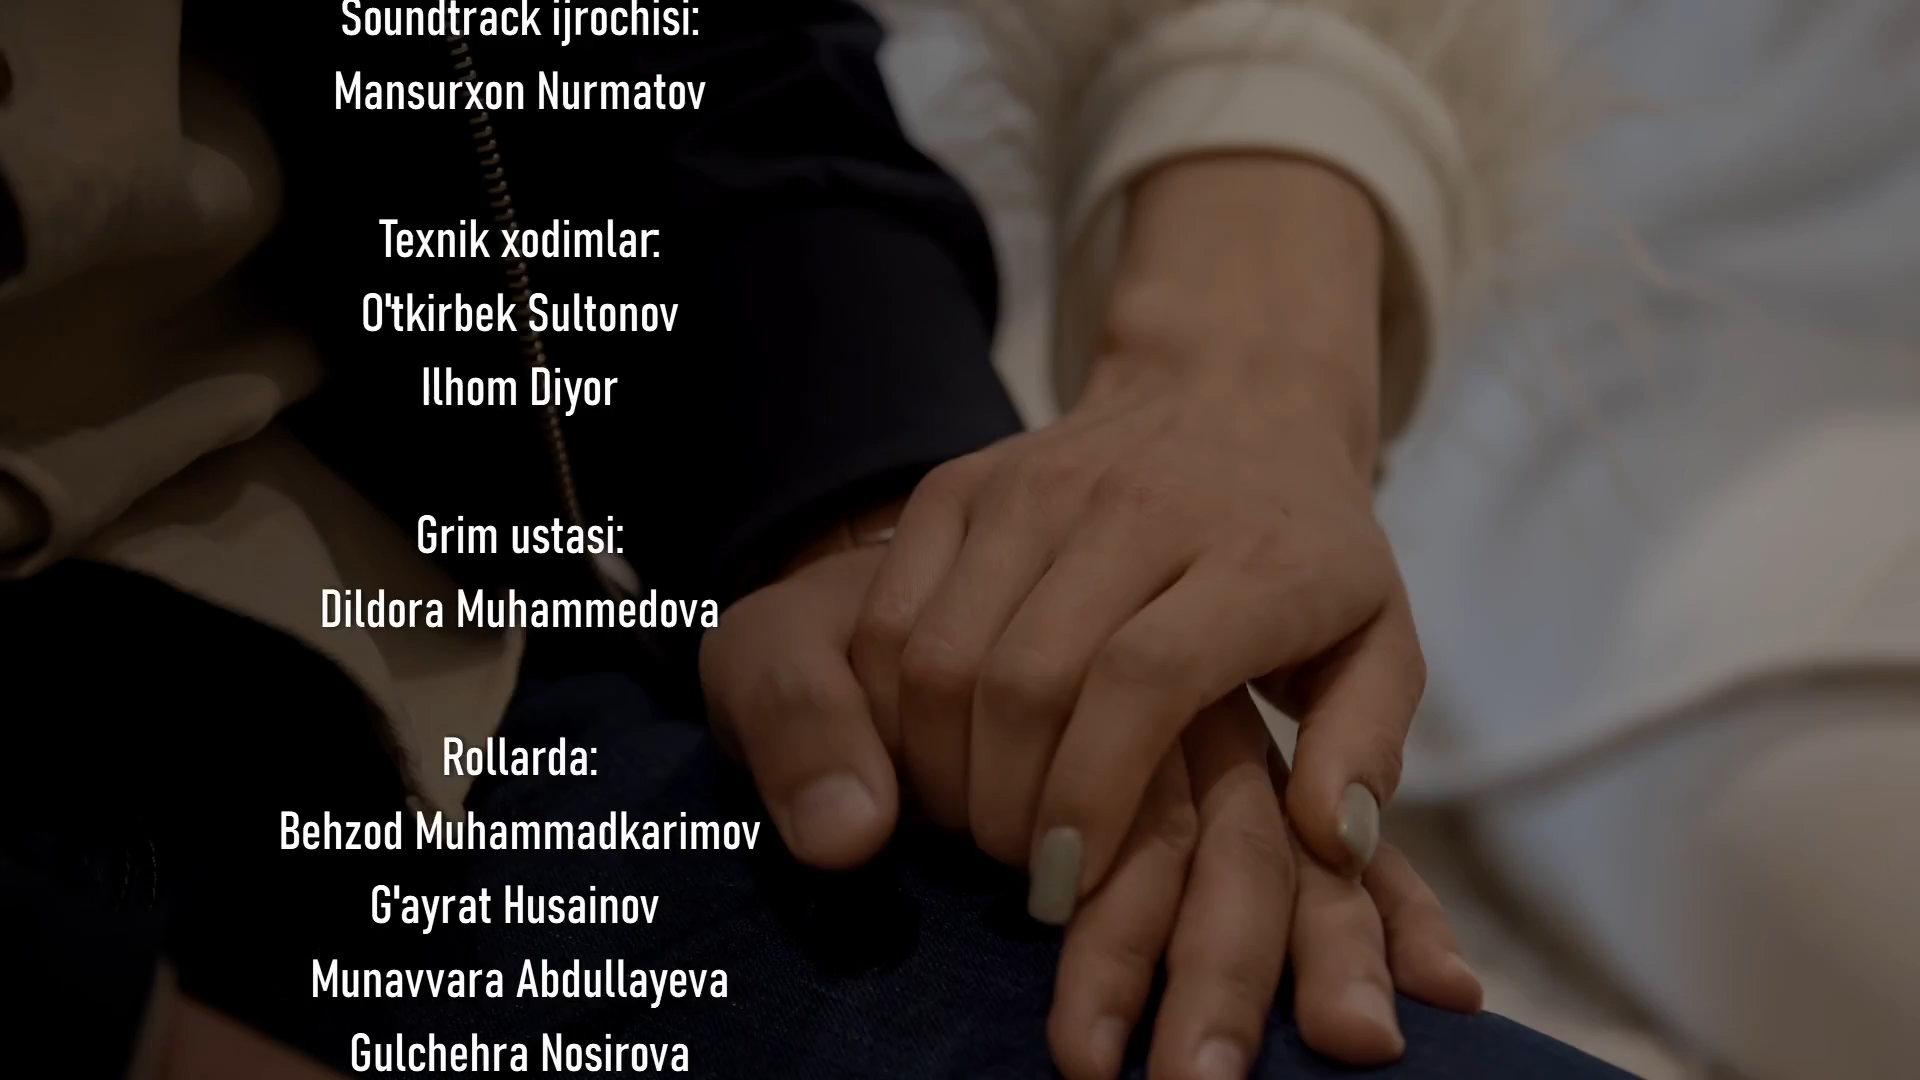 Soundtrack ijrochisi:
Mansurxon Nurmatov
Texnik xodimlar:
O'tkirbek Sultonov
Ilhom Diyor
Grim ustasi:
Dildora Muhammedova
Rollarda:
Behzod Muhammadkarimov
G'ayrat Husainov
Munavvara Abdullayeva
Gulchehra Nosirova